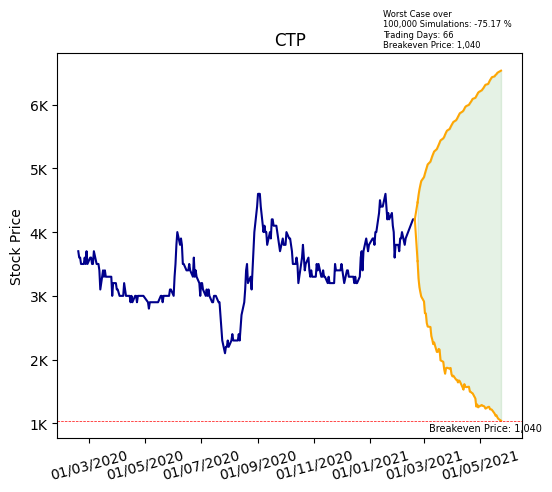 Worst Case over
100,000 Simulations: -75.17 %
Trading Days: 66
Breakeven Price: 1,040
CTP
Stock Price
6K
5K
4K
3K
2K
1K
Breakeven Price: 1,040
01/03/2020
01/05/2020
01/07/2020
01/09/2020
01/11/2020
01/01/2021
01/03/2021
01/05/2021